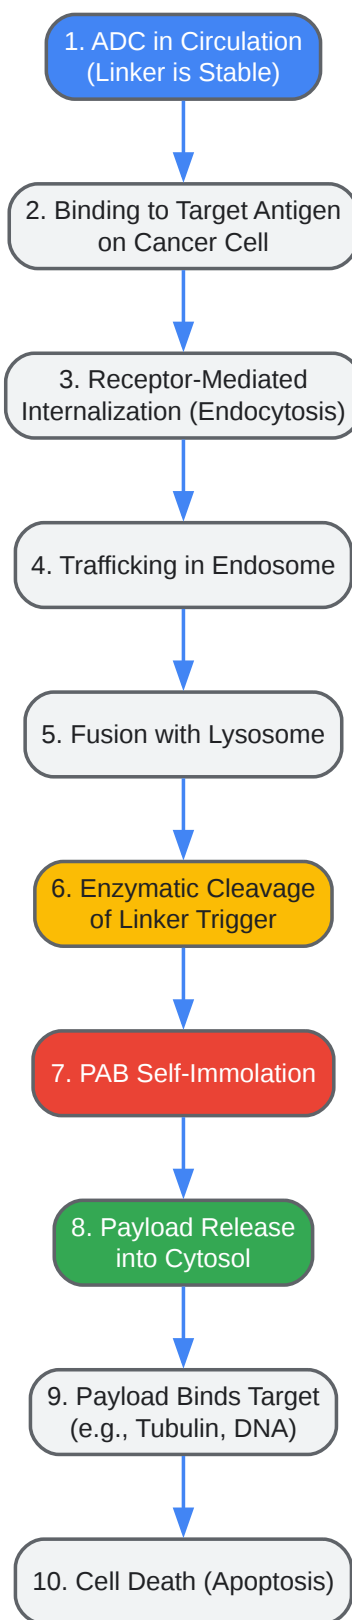 1. ADC in Circulation
(Linker is Stable)
2. Binding to Target Antigen
on Cancer Cell
3. Receptor-Mediated
Internalization (Endocytosis)
4. Trafficking in Endosome
5. Fusion with Lysosome
6. Enzymatic Cleavage
of Linker Trigger
7. PAB Self-Immolation
8. Payload Release
into Cytosol
9. Payload Binds Target
(e.g., Tubulin, DNA)
10. Cell Death (Apoptosis)